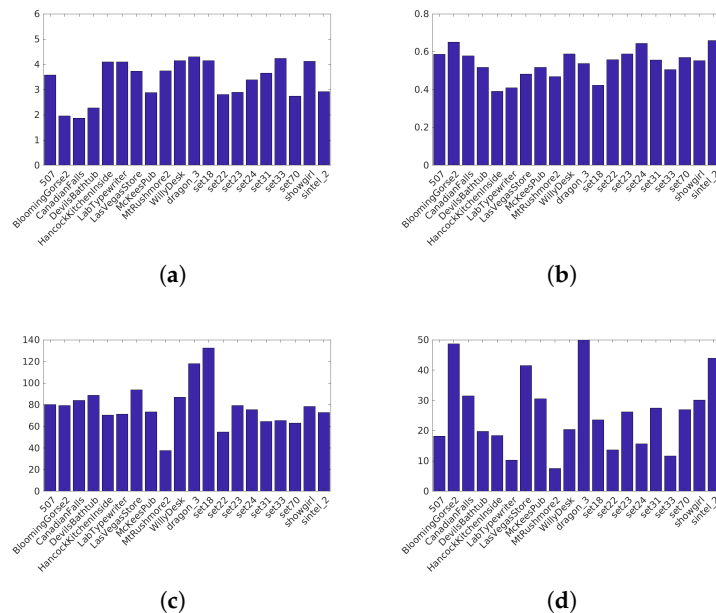 6
5
4
3
2
1
0
507
BloomingGorse2
CanadianFalls
DevilsBathtub
HancockKitchenInside
LabTypewriter
LasVegasStore
McKeesPub
MtRushmore2
WillyDesk
dragon_3
set18
set22
set23
set24
set31
set33
set70
showgirl
sintel_2
(a)
0.8
0.6
0.4
0.2
0
507
BloomingGorse2
CanadianFalls
DevilsBathtub
HancockKitchenInside
LabTypewriter
LasVegasStore
McKeesPub
MtRushmore2
WillyDesk
dragon_3
set18
set22
set23
set24
set31
set33
set70
showgirl
sintel_2
(b)
140
120
100
80
60
40
20
0
507
BloomingGorse2
CanadianFalls
DevilsBathtub
HancockKitchenInside
LabTypewriter
LasVegasStore
McKeesPub
MtRushmore2
WillyDesk
dragon_3
set18
set22
set23
set24
set31
set33
set70
showgirl
sintel_2
(c)
50
40
30
20
10
0
507
BloomingGorse2
CanadianFalls
DevilsBathtub
HancockKitchenInside
LabTypewriter
LasVegasStore
McKeesPub
MtRushmore2
WillyDesk
dragon_3
set18
set22
set23
set24
set31
set33
set70
showgirl
sintel_2
(d)